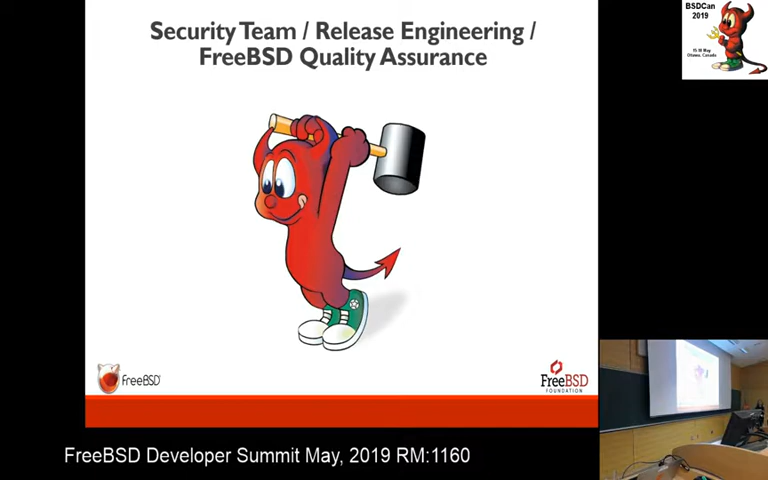 Security Team / Release Engineering /
FreeBSD Quality Assurance
BSDCan
2019
15-18 May
Ottawa, Canada
FreeBSD
FreeBSD
FOUNDATION
FreeBSD Developer Summit May, 2019 RM:1160